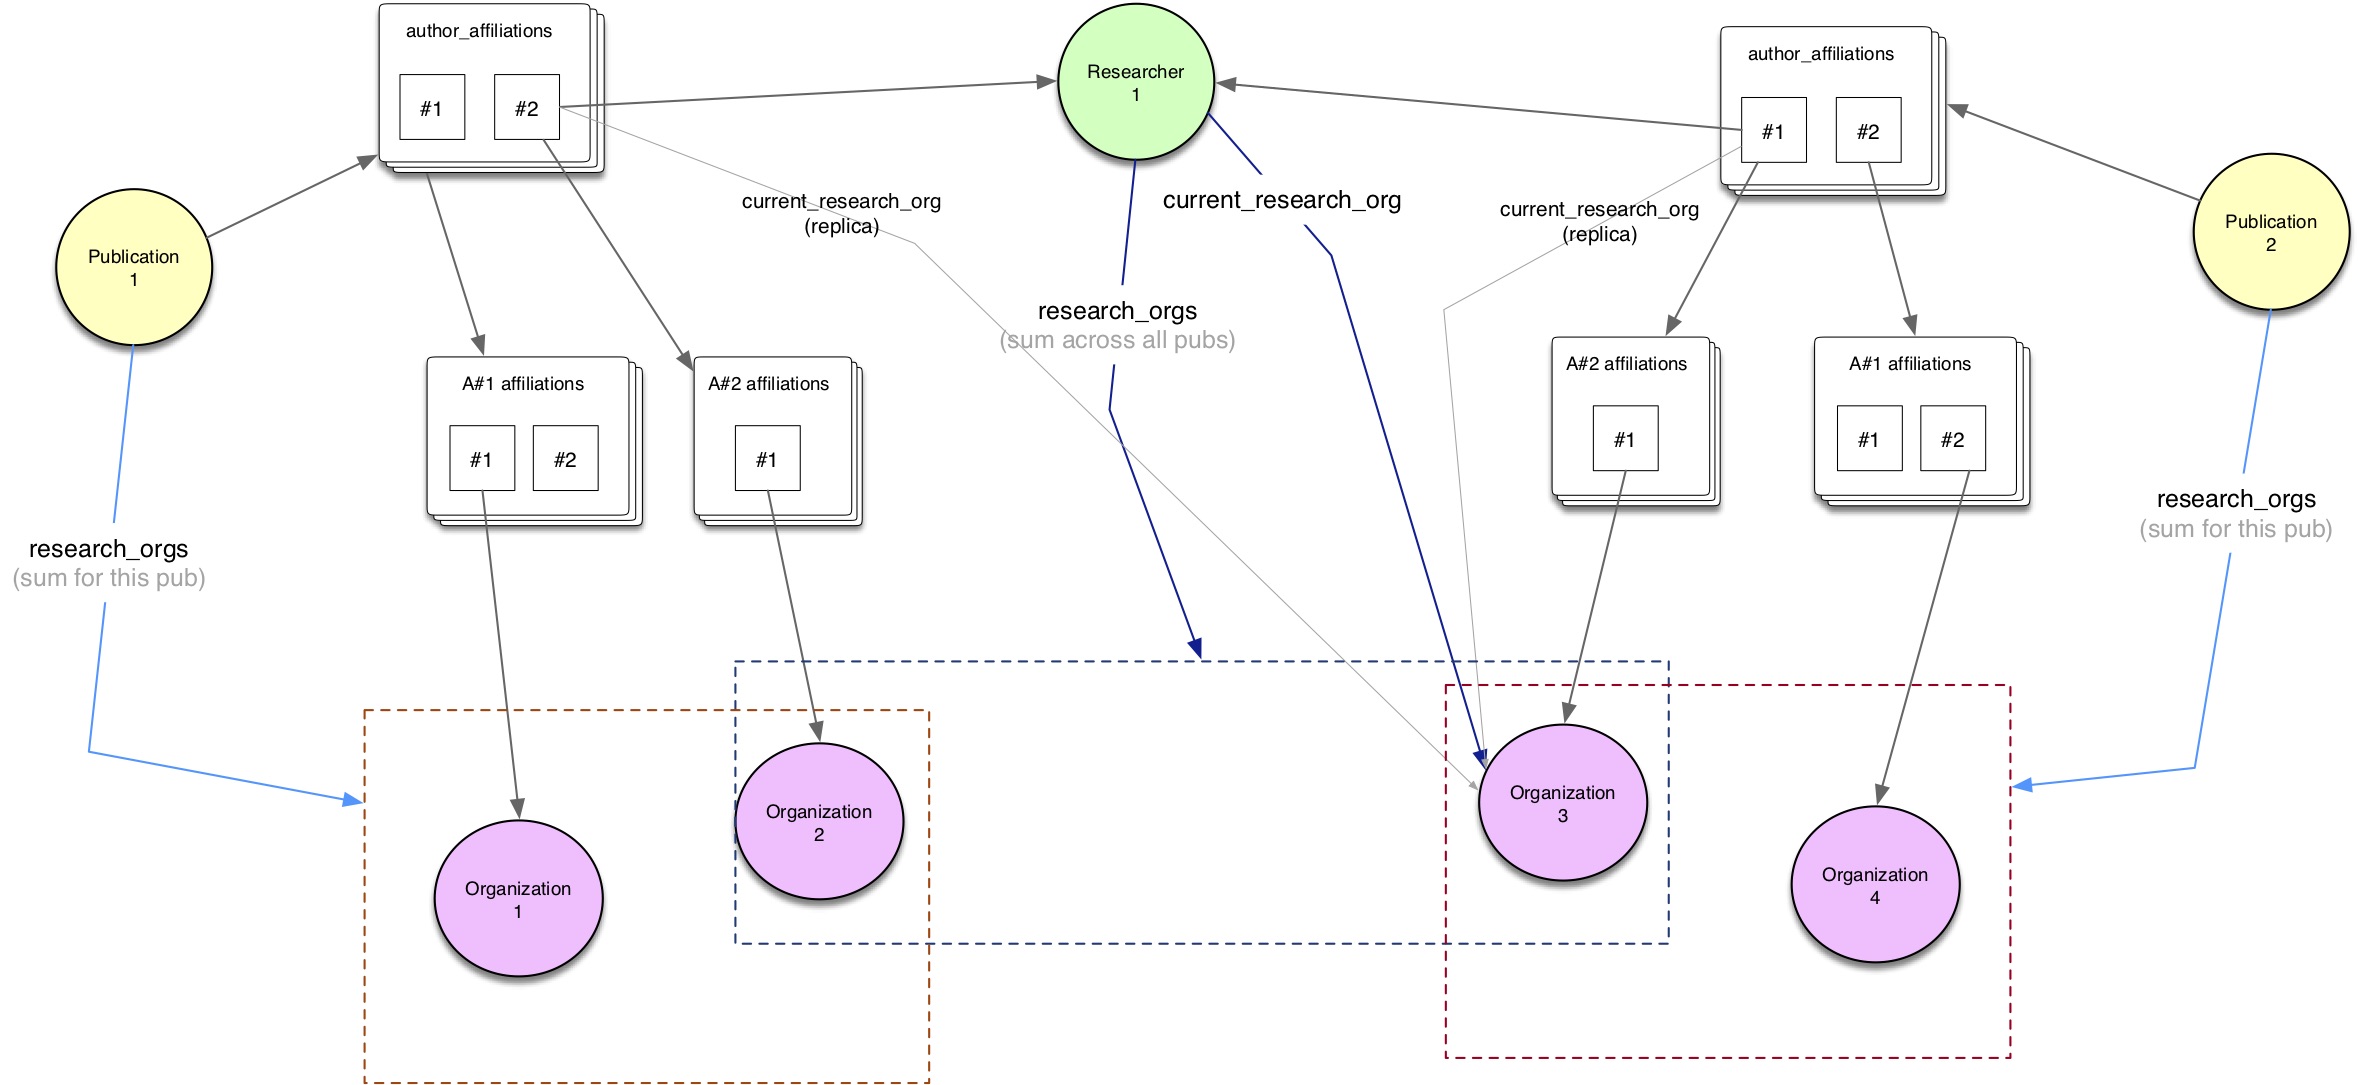 author_affiliations
#1
#2
Researcher
1
author_affiliations
#1
#2
Publication
1
current_research_org
(replica)
current_research_org
current_research_org
(replica)
Publication
2
research_orgs
(sum across all pubs)
A#1 affiliations
#1
#2
A#2 affiliations
#1
A#2 affiliations
#1
A#1 affiliations
#1
#2
research_orgs
(sum for this pub)
research_orgs
(sum for this pub)
Organization
1
Organization
2
Organization
3
Organization
4